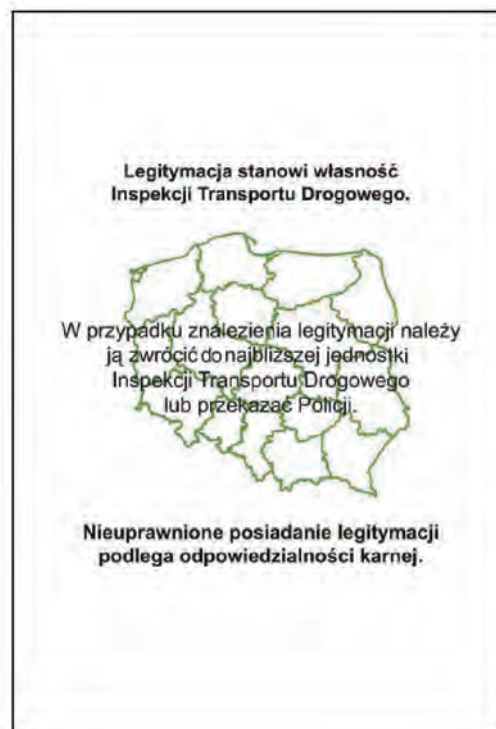 Legitymacja stanowi własność
Inspekcji Transportu Drogowego.
W przypadku znalezienia legitymacji należy
ją zwrócić do najbliższej jednostki
Inspekcji Transportu Drogowego
lub przekazać Policji.
Nieuprawnione posiadanie legitymacji
podlega odpowiedzialności karnej.